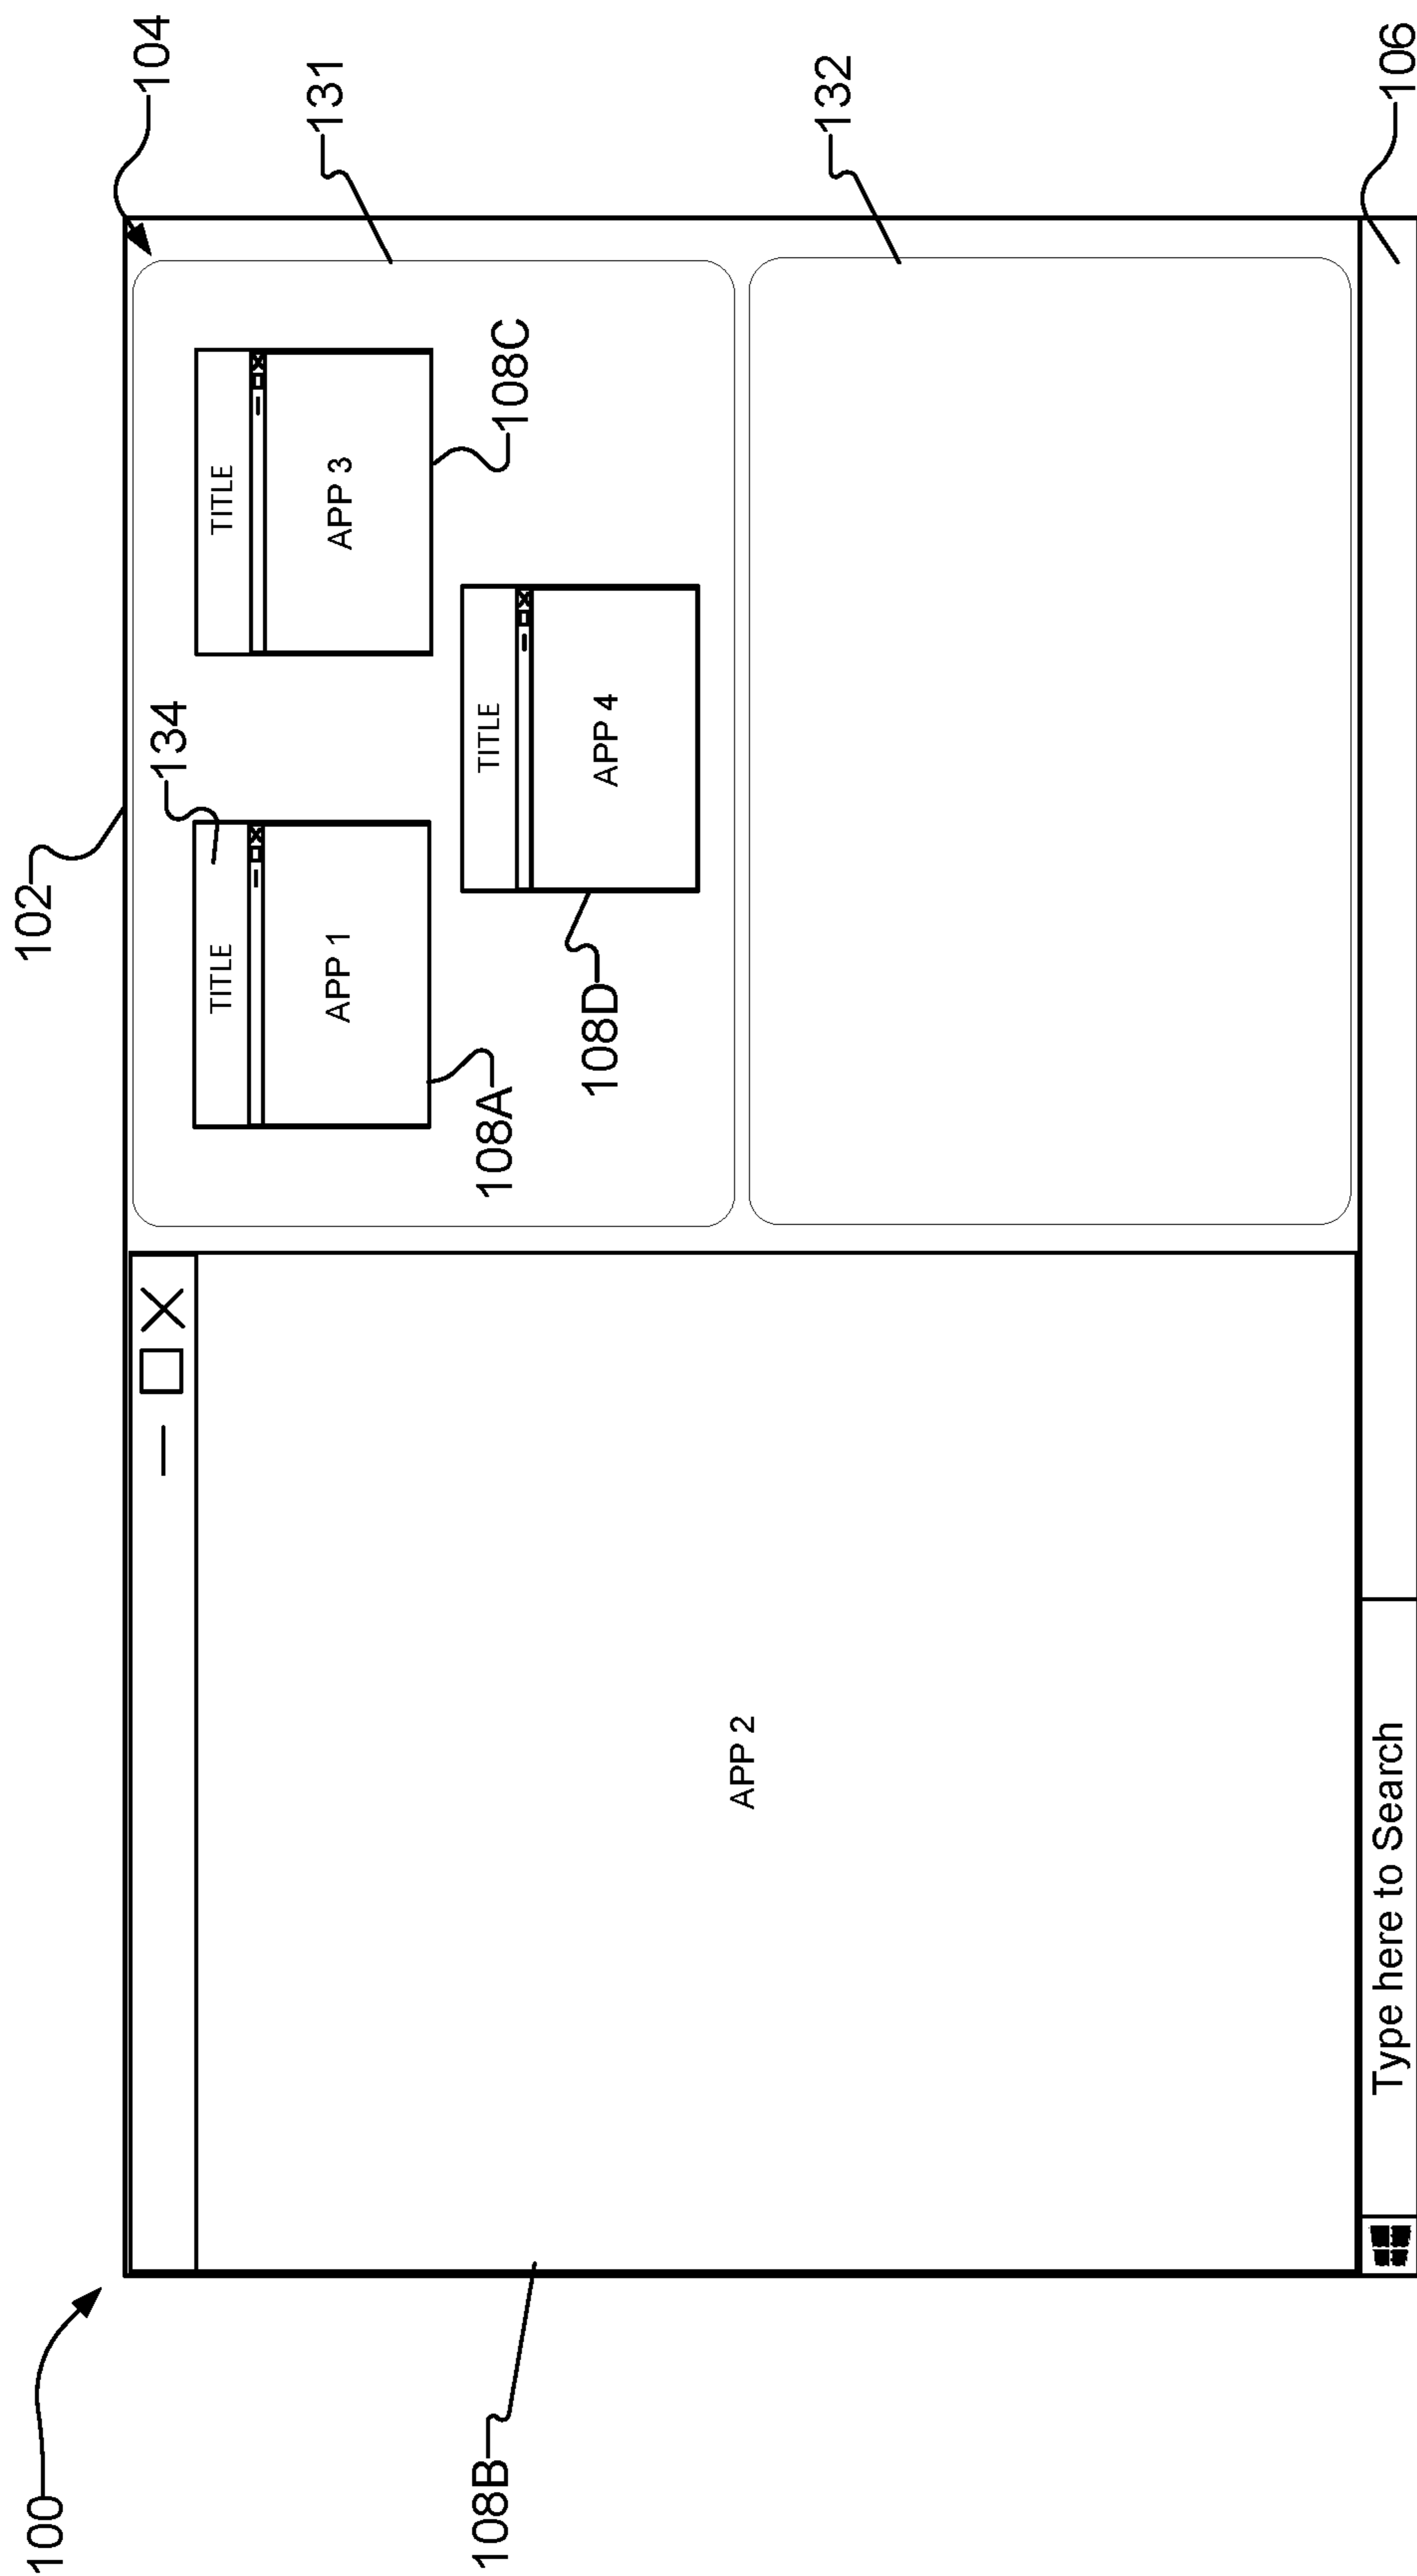 100
102
104
134
TITLE
APP 1
TITLE
APP 3
131
108C
TITLE
APP 4
108A
108D
108B
APP 2
132
Type here to Search
106